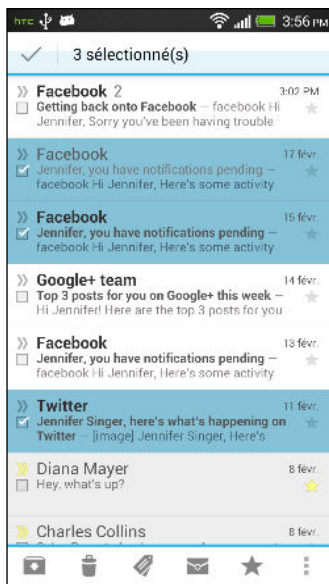 htc 3:56 PM
3 sélectionné(s)
Facebook 2 3:02 PM
Getting back onto Facebook – facebook Hi
Jennifer, Sorry you've been having trouble
Facebook 17 févr.
Jennifer, you have notifications pending –
facebook Hi Jennifer, Here's some activity
Facebook 15 févr.
Jennifer, you have notifications pending –
facebook Hi Jennifer, Here's some activity
Google+ team 14 févr.
Top 3 posts for you on Google+ this week –
Hi Jennifer! Here are the top 3 posts for you
Facebook 13 févr.
Jennifer, you have notifications pending –
facebook Hi Jennifer, Here's some activity
Twitter 11 févr.
Jennifer Singer, here's what's happening on
Twitter – [image] Jennifer Singer, Here's
Diana Mayer 8 févr.
Hey, what's up?
Charles Collins 8 févr.